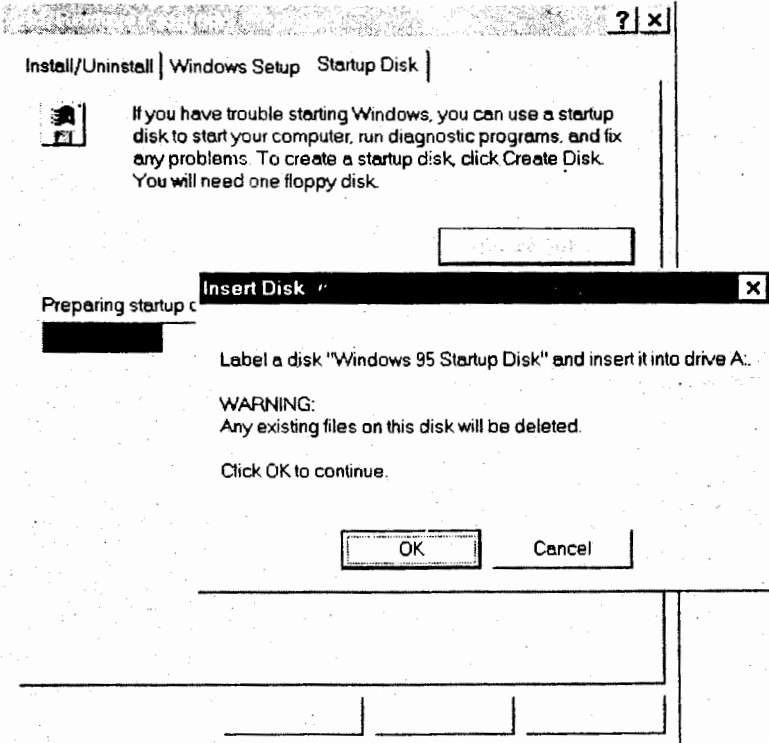 Install/Uninstall Windows Setup Startup Disk
If you have trouble starting Windows, you can use a startup
disk to start your computer, run diagnostic programs, and fix
any problems. To create a startup disk, click Create Disk.
You will need one floppy disk.
Preparing startup
Insert Disk
Label a disk "Windows 95 Startup Disk" and insert it into drive A:.
WARNING:
Any existing files on this disk will be deleted.
Click OK to continue.
OK Cancel